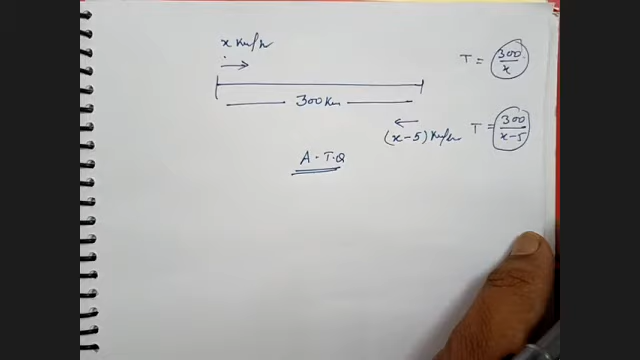 x Km/h
T = 300/x
300 Km
(x-5) Km/h
T = 300/x-5
A.T.Q